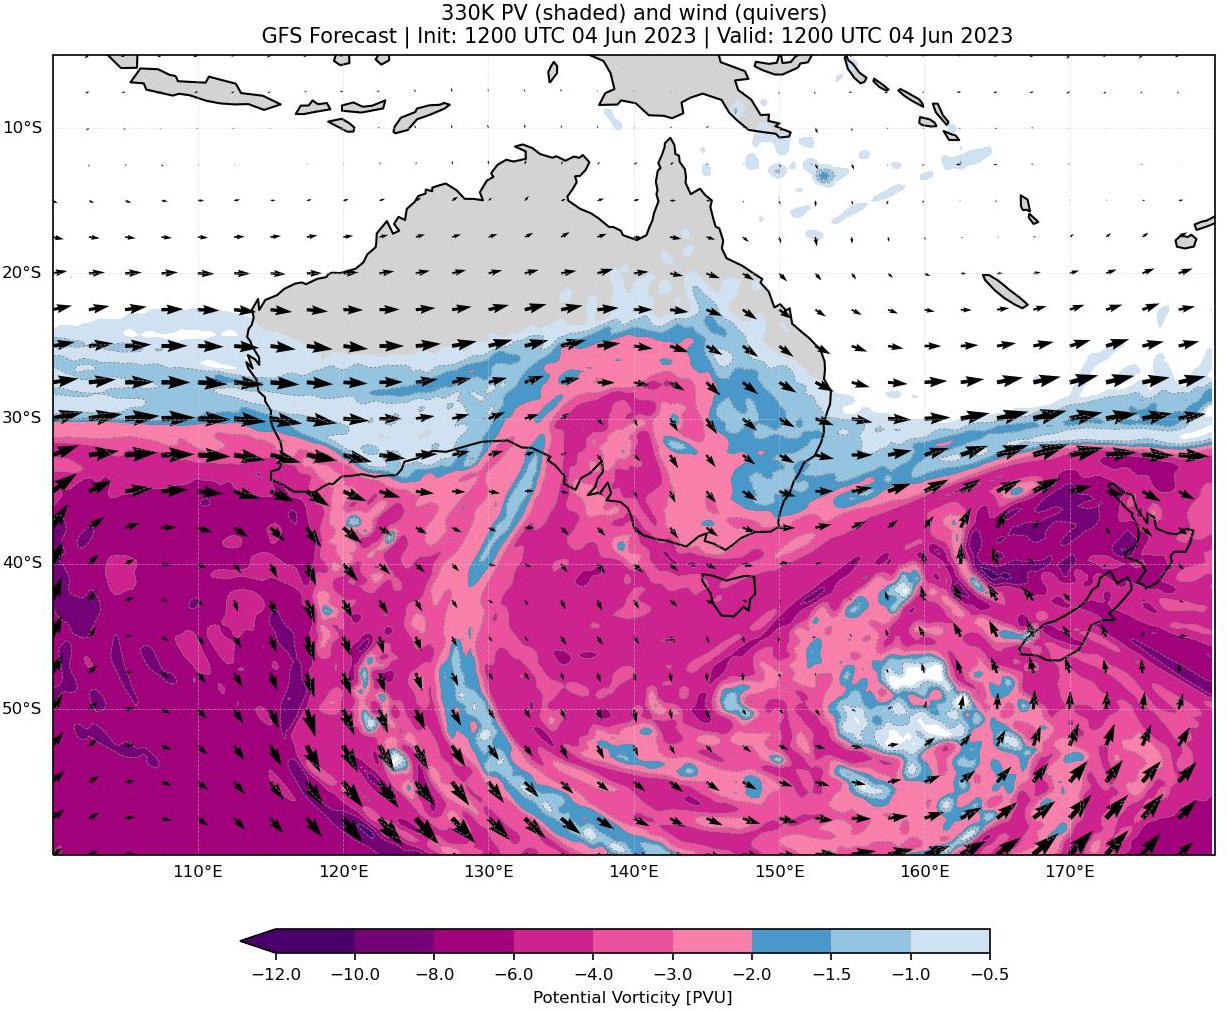 330K PV (shaded) and wind (quivers)
GFS Forecast | Init: 1200 UTC 04 Jun 2023 | Valid: 1200 UTC 04 Jun 2023
10°S
20°S
30°S
40°S
50°S
110°E 120°E 130°E 140°E 150°E 160°E 170°E
−12.0 −10.0 −8.0 −6.0 −4.0 −3.0 −2.0 −1.5 −1.0 −0.5
Potential Vorticity [PVU]